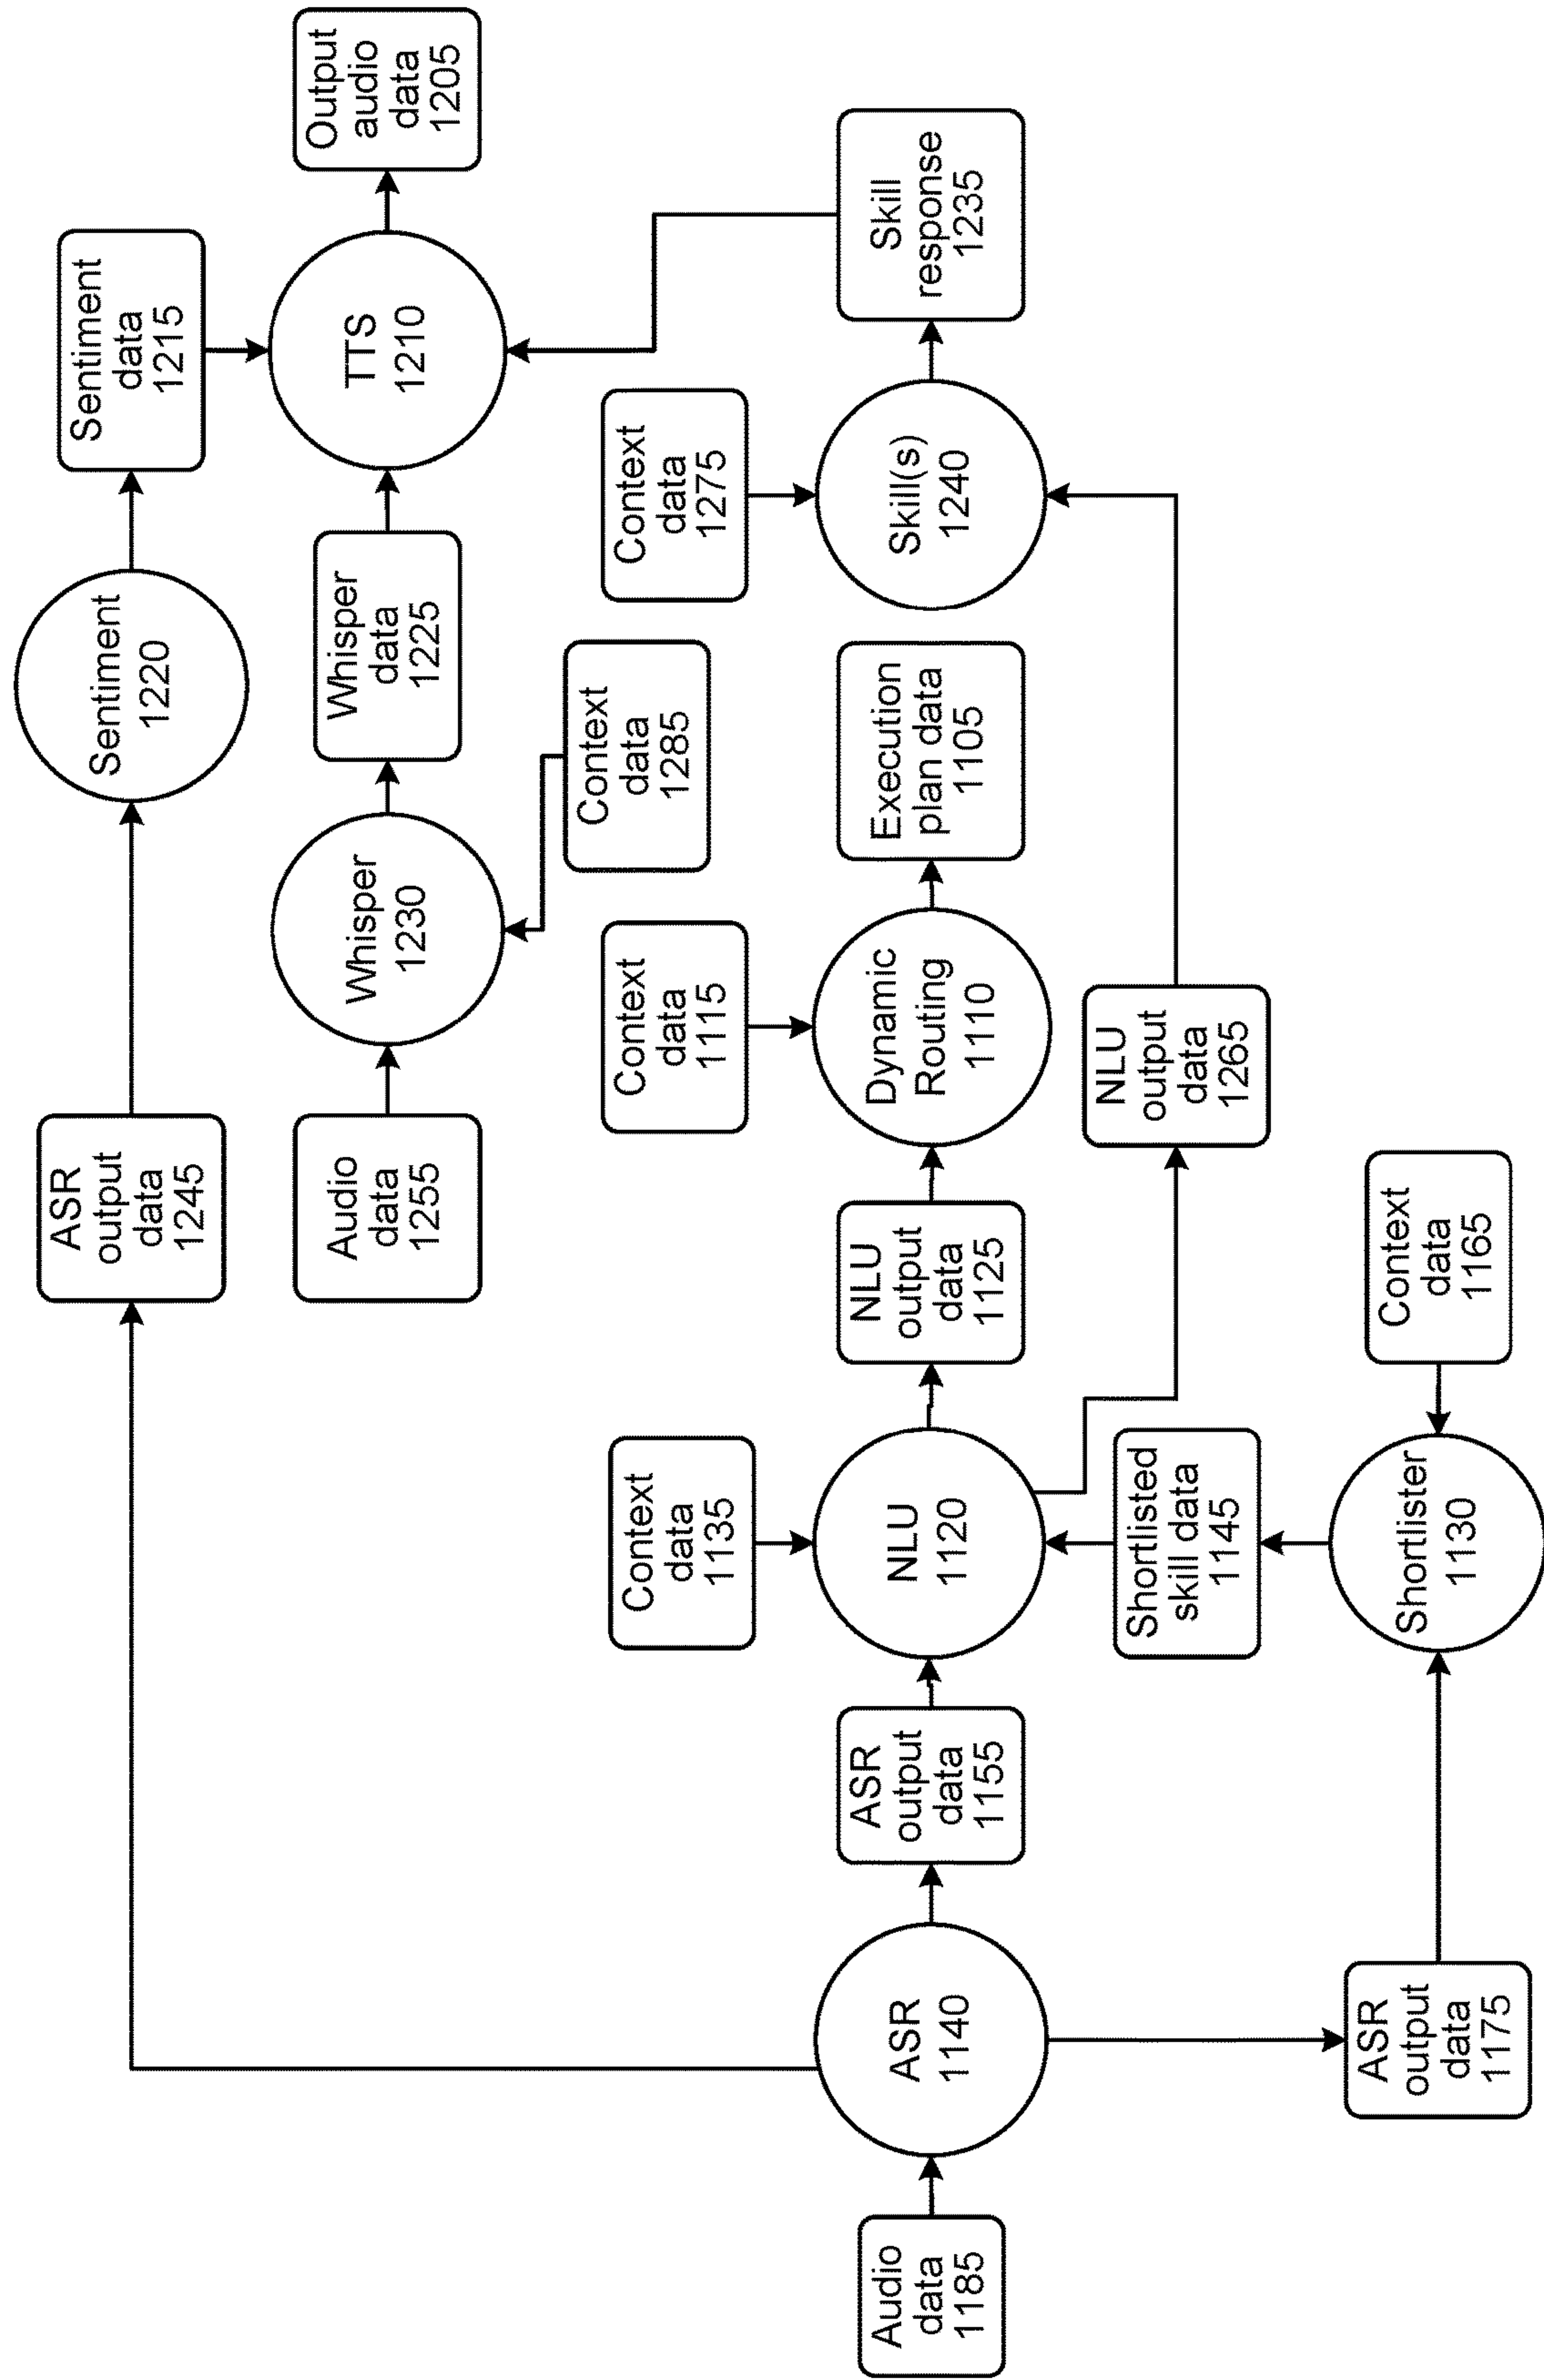 Sentiment
1220
Sentiment
data
1215
ASR
output
data
1245
Output
audio
data
1205
TTS
1210
Whisper
data
1225
Whisper
1230
Audio
data
1255
Context
data
1285
Context
data
1275
Context
data
1115
Context
data
1135
Skill
response
1235
Skill(s)
1240
Execution
plan data
1105
Dynamic
Routing
1110
NLU
output
data
1125
NLU
1120
ASR
output
data
1155
ASR
1140
Audio
data
1185
NLU
output
data
1265
Shortlisted
skill data
1145
Context
data
1165
Shortlister
1130
ASR
output
data
1175